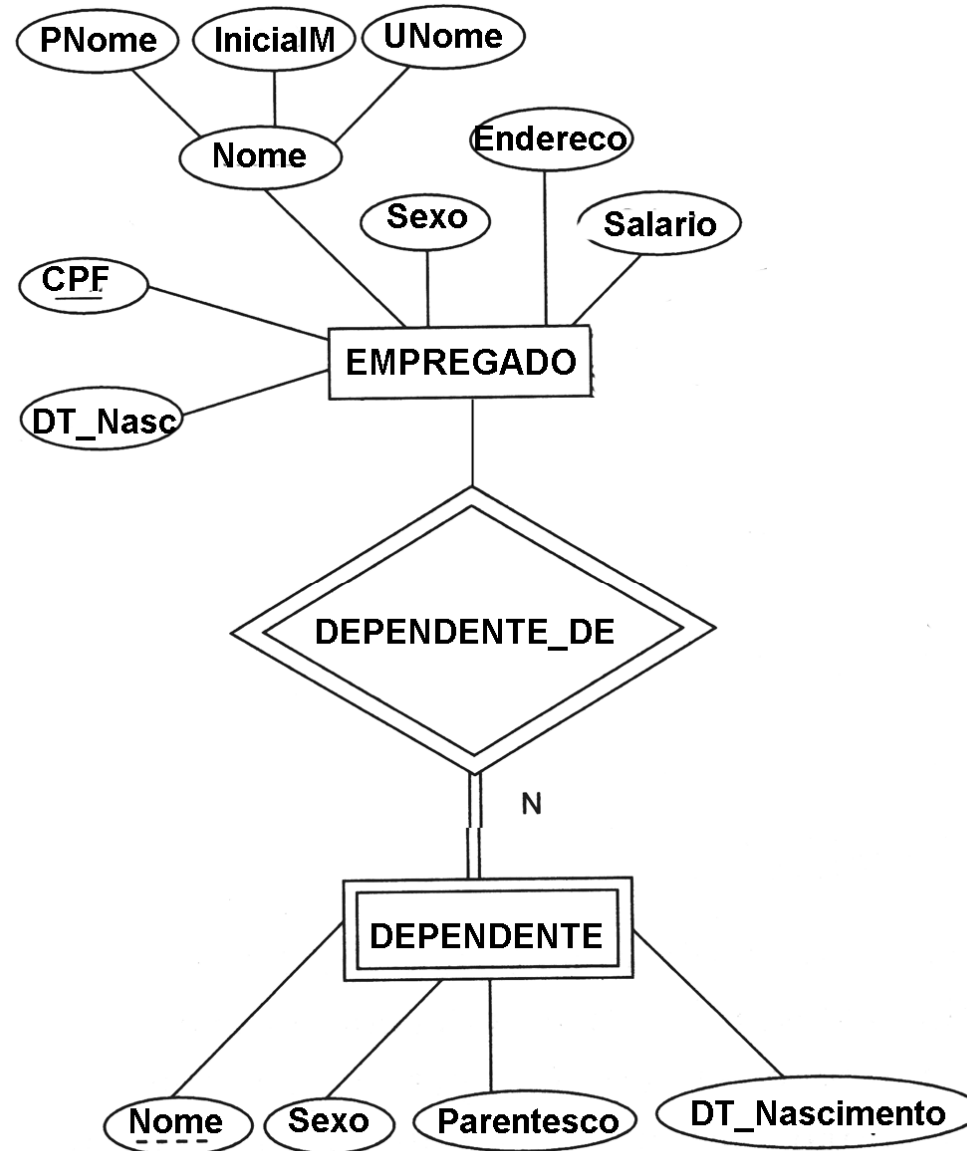 PNome
InicialM
UNome
Nome
Endereco
Sexo
Salario
CPF
EMPREGADO
DT_Nasc
DEPENDENTE_DE
N
DEPENDENTE
Nome
Sexo
Parentesco
DT_Nascimento